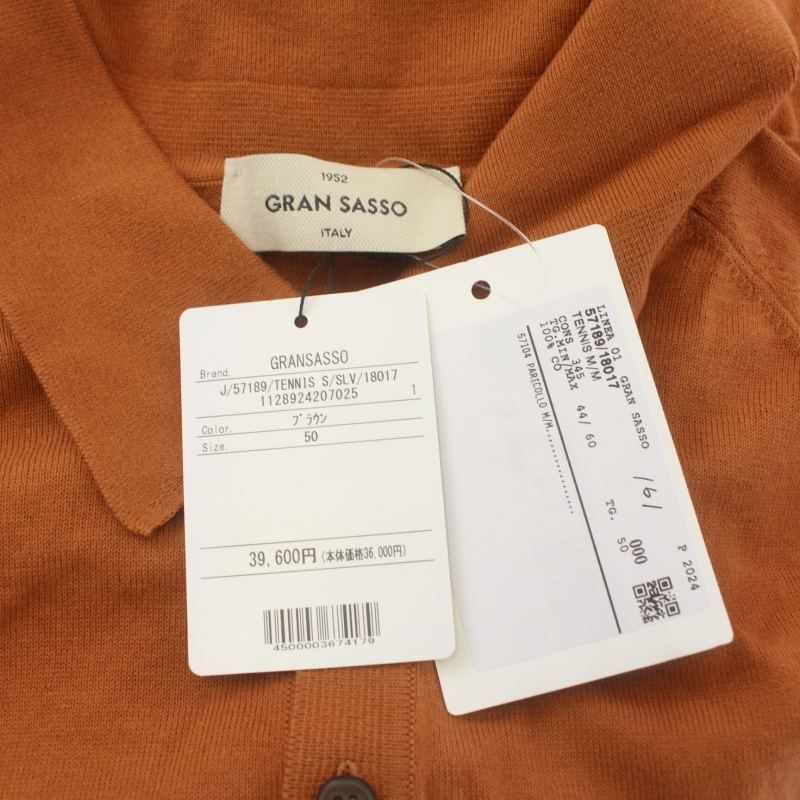 1952
GRAN SASSO
ITALY
Brand. GRANSASSO
J/57189/TENNIS S/SLV/18017
1128924207025 1
Color. ブラウン
Size. 50
39,600円 (本体価格36,000円)
4500003674179
LINEA 01 GRAN SASSO
57189/18017
TENNIS M/M
CONS 345
TG.MIN/MAX 44/ 60
100% CO
57104 PARICOLLO M/M................
161
TG. 50
000
P 2024